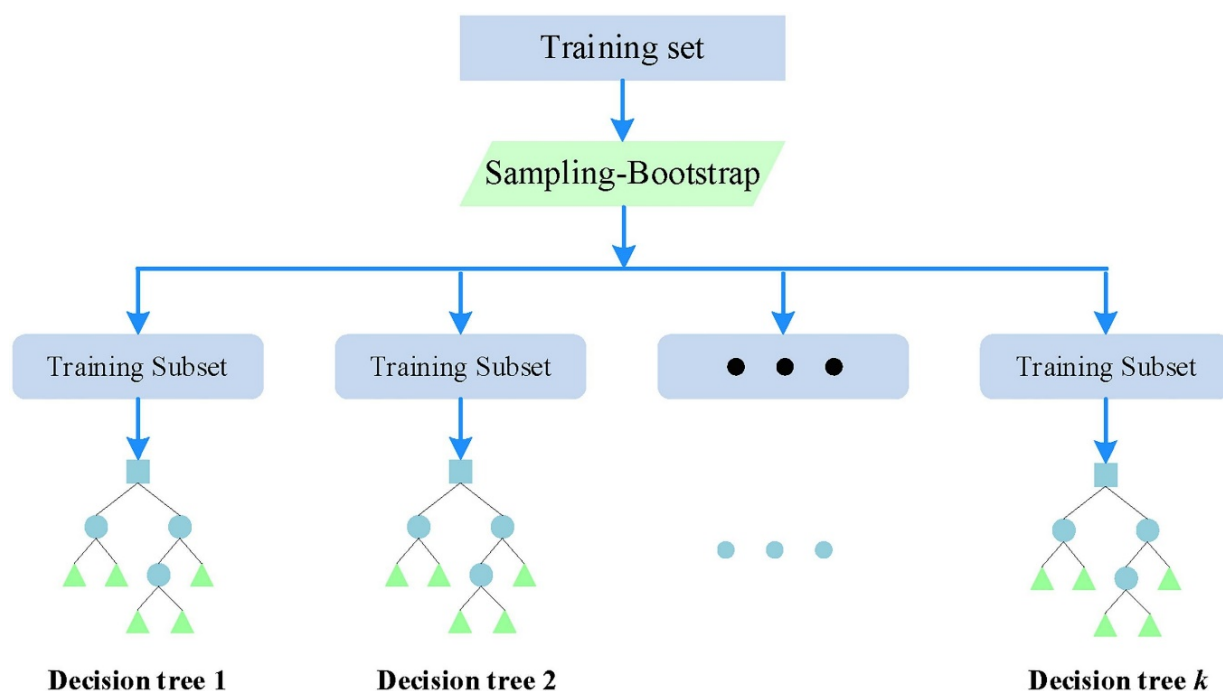 Training set
Sampling-Bootstrap
Training Subset
Training Subset
Training Subset
Decision tree 1
Decision tree 2
Decision tree k